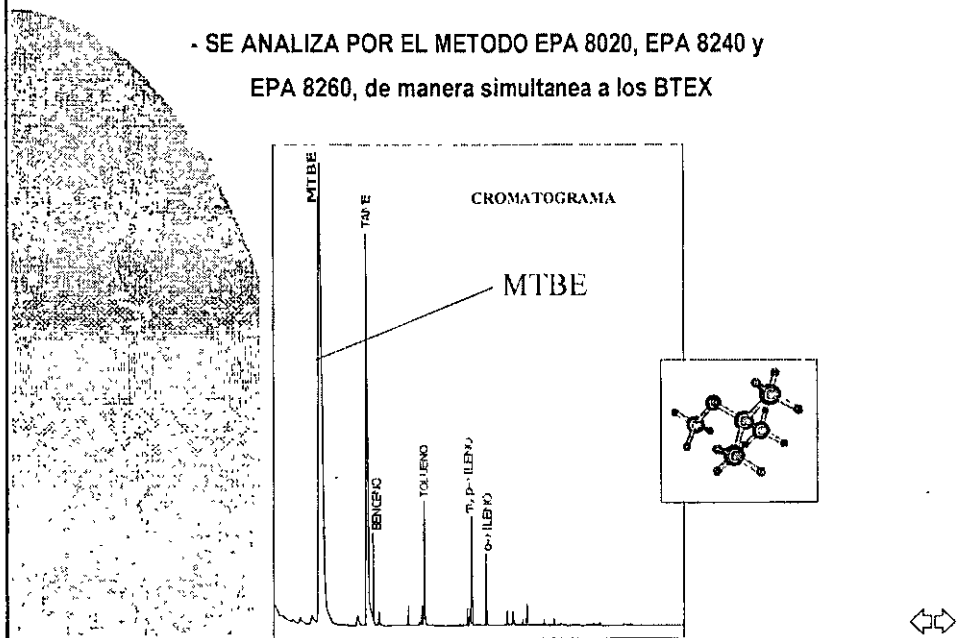 - SE ANALIZA POR EL METODO EPA 8020, EPA 8240 y
EPA 8260, de manera simultanea a los BTEX
MTBE
TAME
CROMATOGRAMA
MTBE
BENCENO
TOLUENO